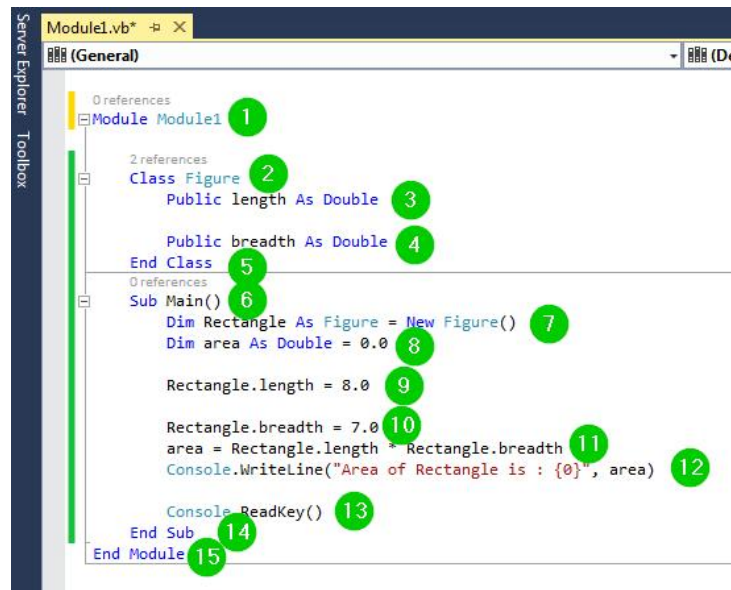 Server Explorer
Toolbox
Module1.vb*
(General)
(De
0 references
Module Module1 1
2 references
Class Figure 2
Public length As Double 3
Public breadth As Double 4
End Class 5
0 references
Sub Main() 6
Dim Rectangle As Figure = New Figure() 7
Dim area As Double = 0.0 8
Rectangle.length = 8.0 9
Rectangle.breadth = 7.0 10
area = Rectangle.length * Rectangle.breadth 11
Console.WriteLine("Area of Rectangle is : {0}", area) 12
Console.ReadKey() 13
End Sub 14
End Module 15